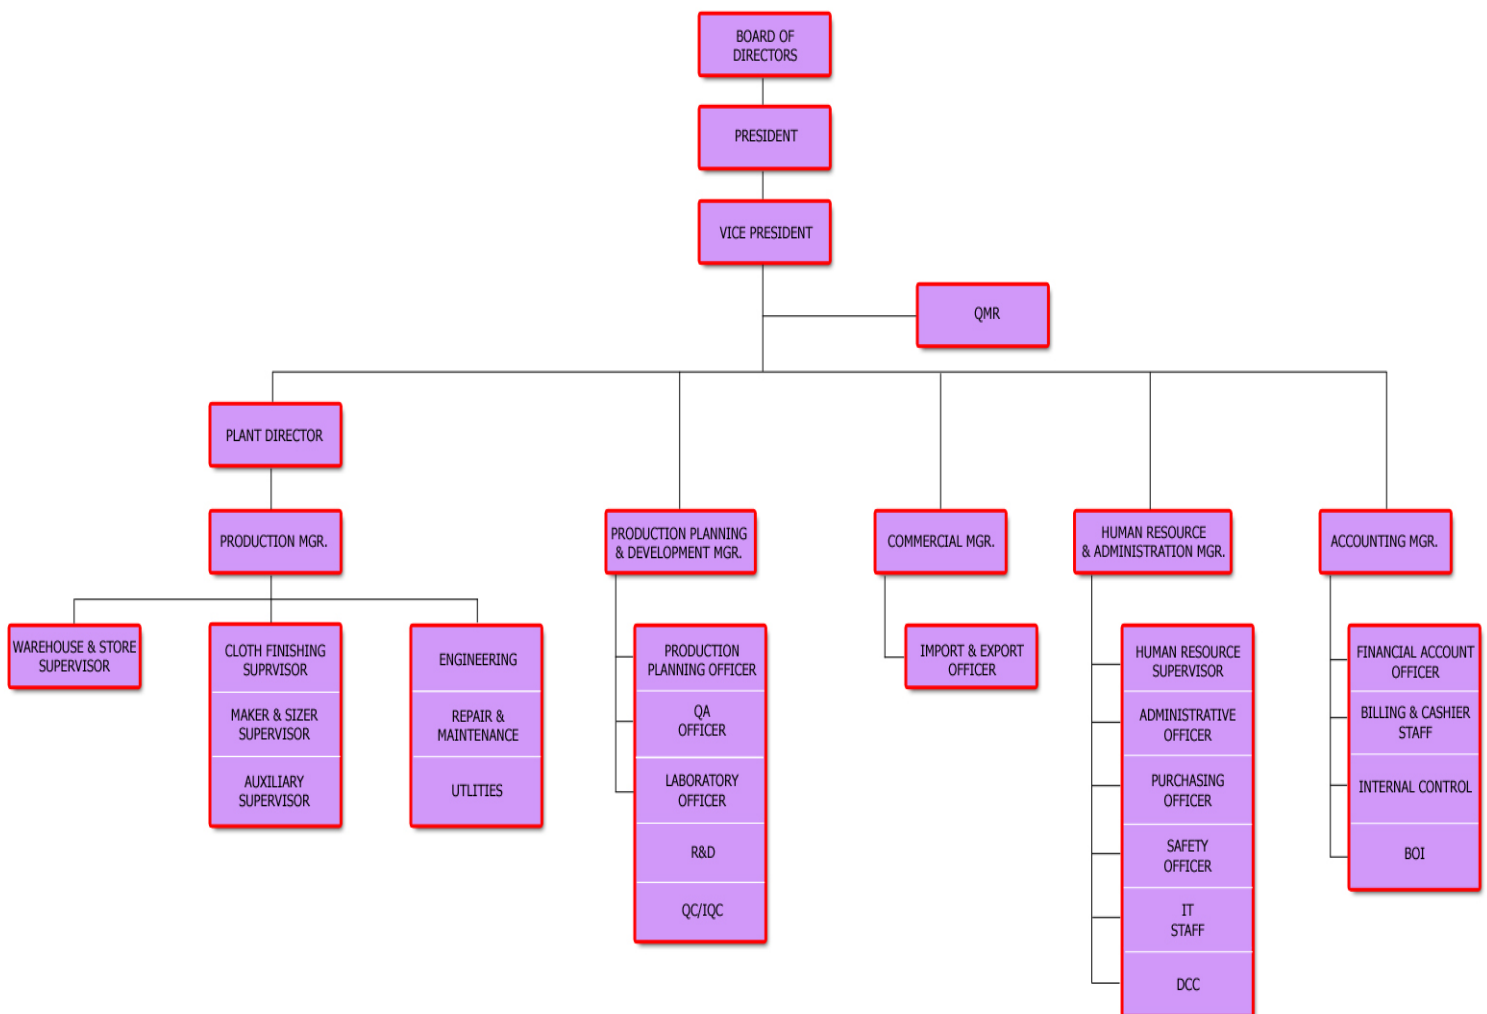 BOARD OF
DIRECTORS
PRESIDENT
VICE PRESIDENT
QMR
PLANT DIRECTOR
PRODUCTION MGR.
PRODUCTION PLANNING
& DEVELOPMENT MGR.
COMMERCIAL MGR.
HUMAN RESOURCE
& ADMINISTRATION MGR.
ACCOUNTING MGR.
WAREHOUSE & STORE
SUPERVISOR
CLOTH FINISHING
SUPRVISOR
MAKER & SIZER
SUPERVISOR
AUXILIARY
SUPERVISOR
ENGINEERING
REPAIR &
MAINTENANCE
UTLITIES
PRODUCTION
PLANNING OFFICER
QA
OFFICER
LABORATORY
OFFICER
R&D
QC/IQC
IMPORT & EXPORT
OFFICER
HUMAN RESOURCE
SUPERVISOR
ADMINISTRATIVE
OFFICER
PURCHASING
OFFICER
SAFETY
OFFICER
IT
STAFF
DCC
FINANCIAL ACCOUNT
OFFICER
BILLING & CASHIER
STAFF
INTERNAL CONTROL
BOI